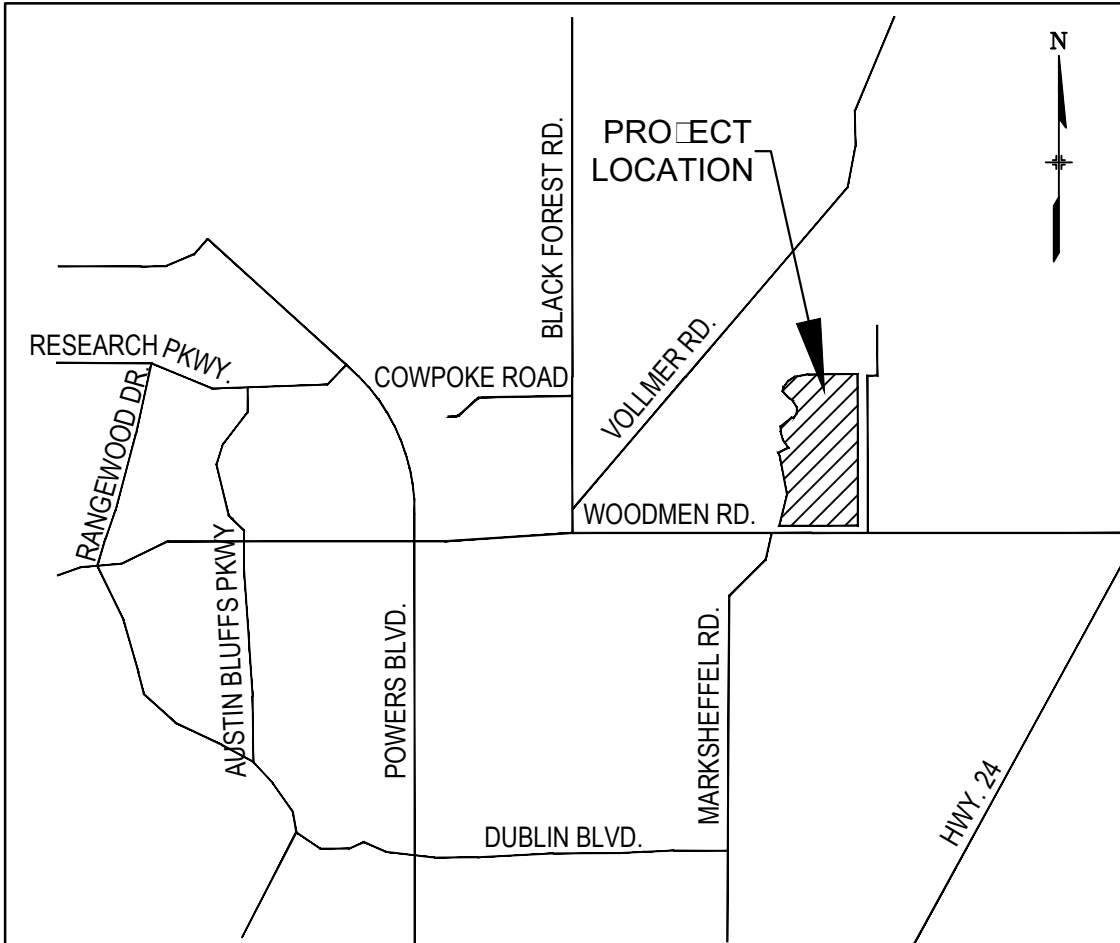 N
PRO□ECT
LOCATION
BLACK FOREST RD.
RESEARCH PKWY.
COWPOKE ROAD
VOLLMER RD.
RANGEWOOD DR.
WOODMEN RD.
AUSTIN BLUFFS PKWY
POWERS BLVD.
MARKSHEFFEL RD.
HWY. 24
DUBLIN BLVD.